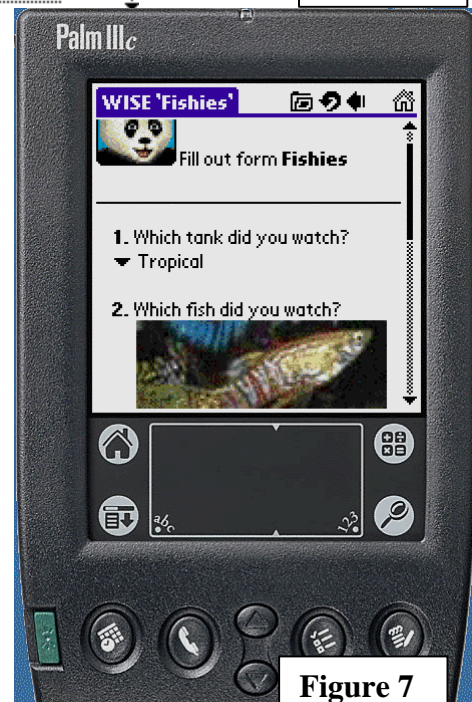 Palm IIIc
WISE 'Fishies'
Fill out form Fishies
1. Which tank did you watch?
Tropical
2. Which fish did you watch?
abc
123
Figure 7